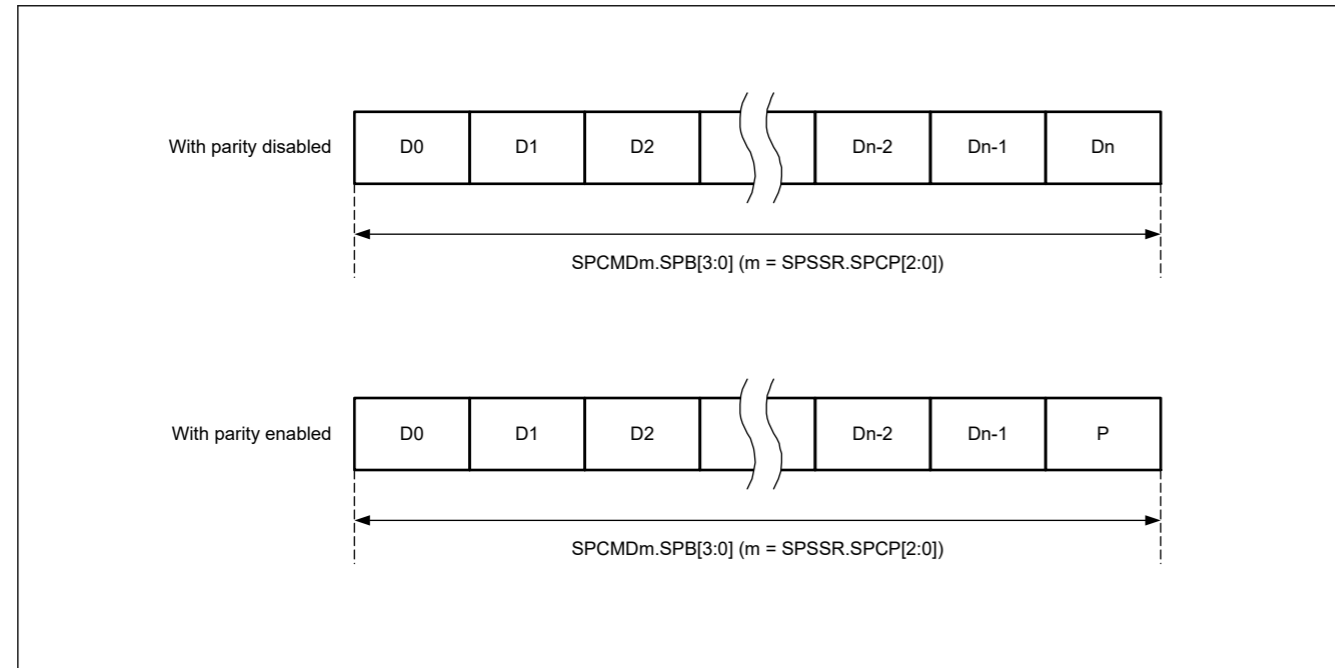 With parity disabled D0 D1 D2 Dn-2 Dn-1 Dn
SPCMDm.SPB[3:0] (m = SPSSR.SPCP[2:0])
With parity enabled D0 D1 D2 Dn-2 Dn-1 P
SPCMDm.SPB[3:0] (m = SPSSR.SPCP[2:0])